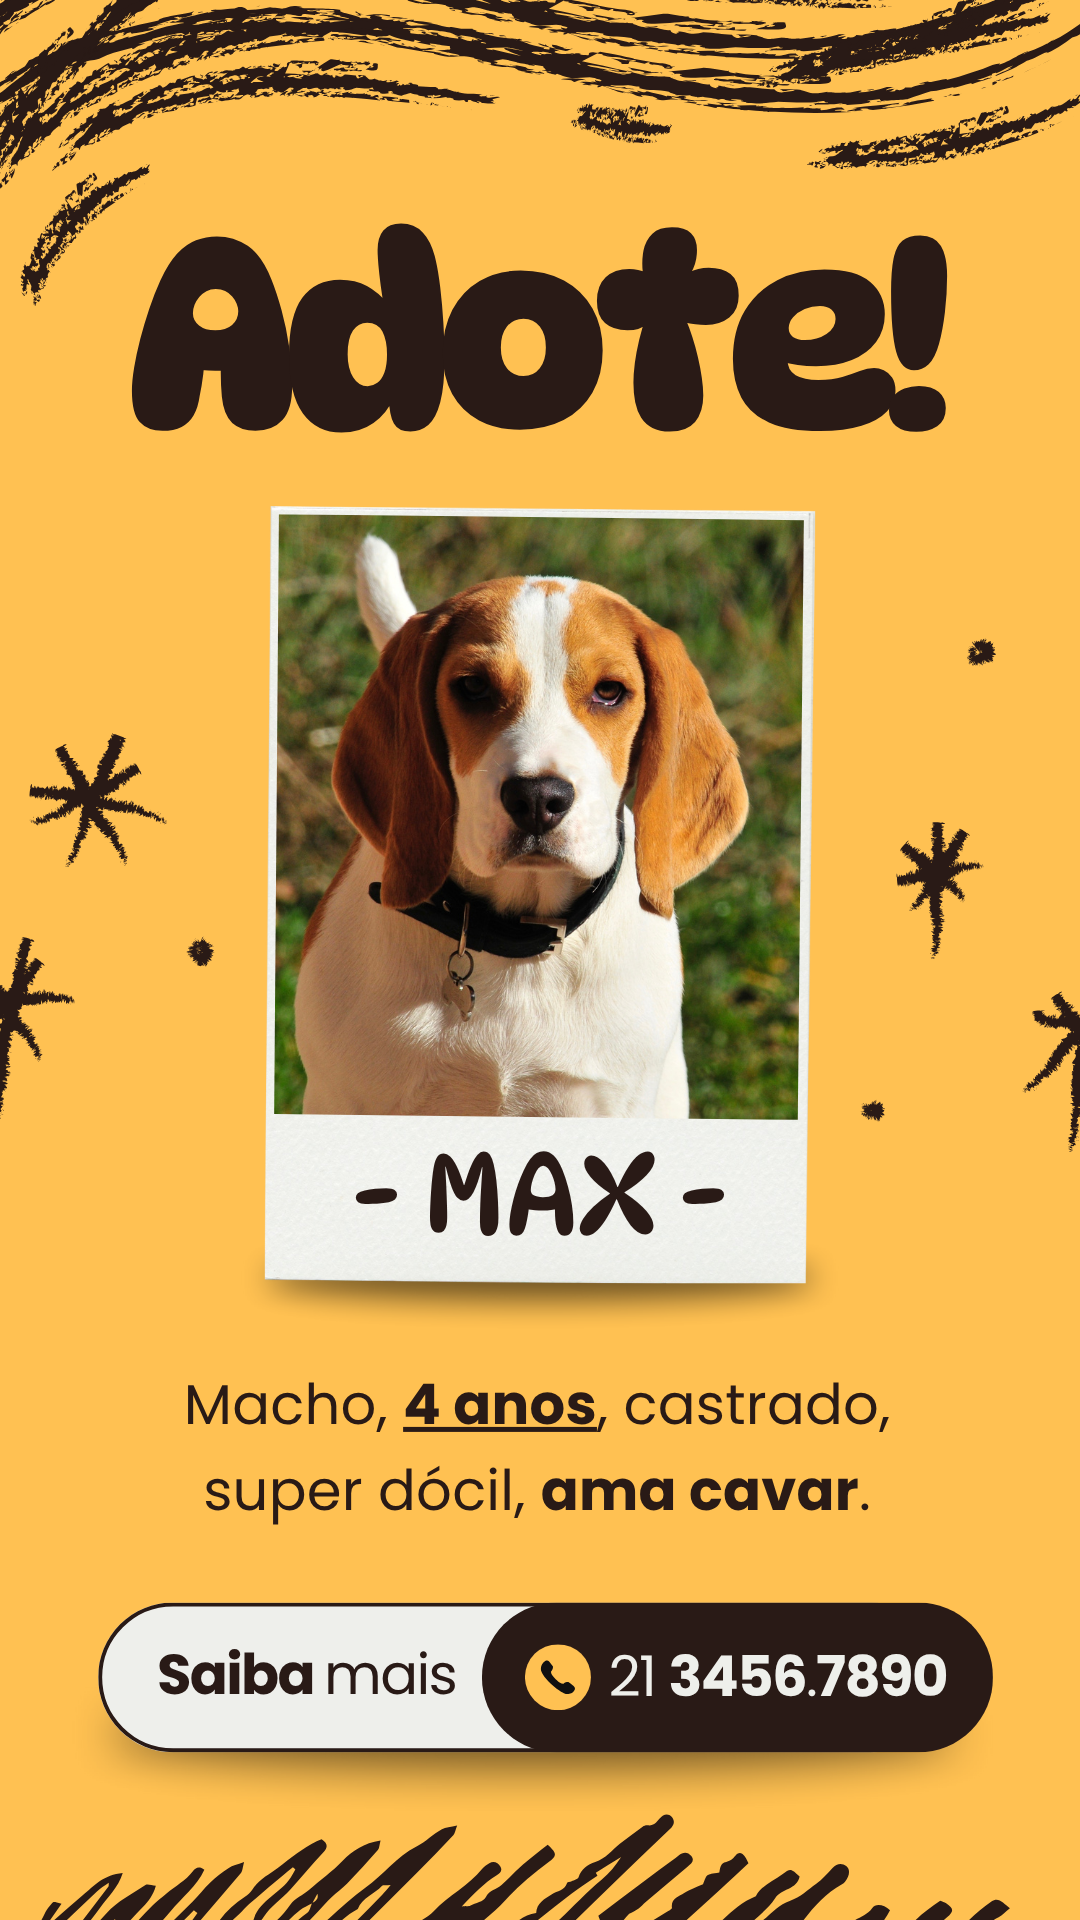 Adote!
- MAX -
Macho, 4 anos, castrado,
super dócil, ama cavar.
Saiba mais
21 3456.7890